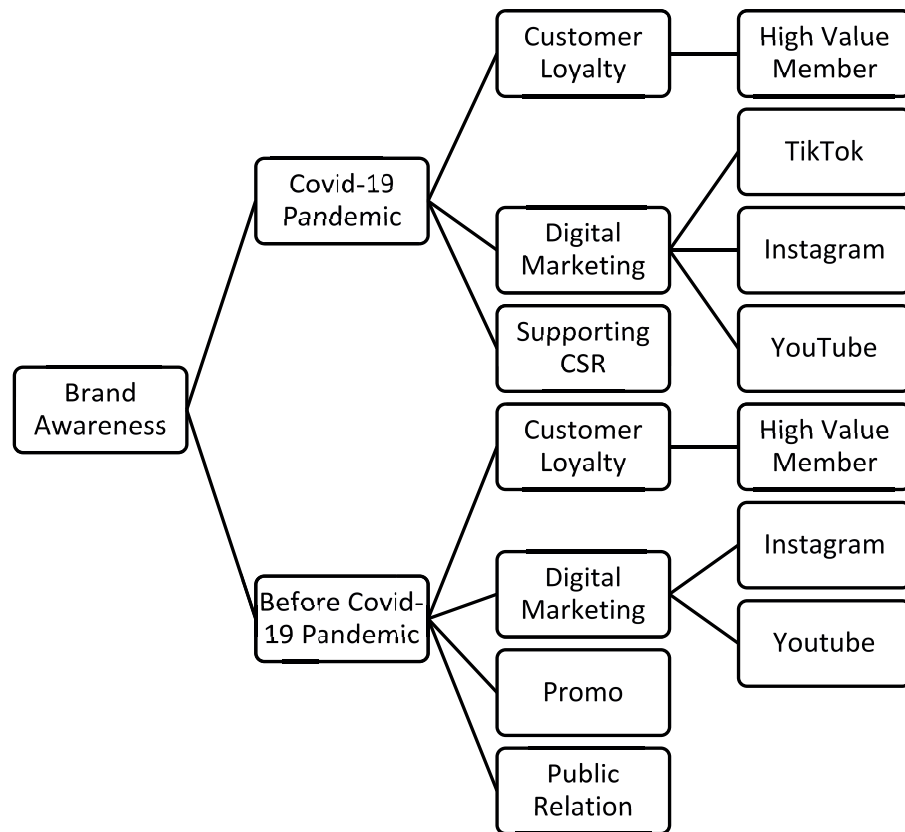 Customer
Loyalty
High Value
Member
TikTok
Covid-19
Pandemic
Digital
Marketing
Instagram
Supporting
CSR
YouTube
Brand
Awareness
Customer
Loyalty
High Value
Member
Instagram
Before Covid-
19 Pandemic
Digital
Marketing
Youtube
Promo
Public
Relation